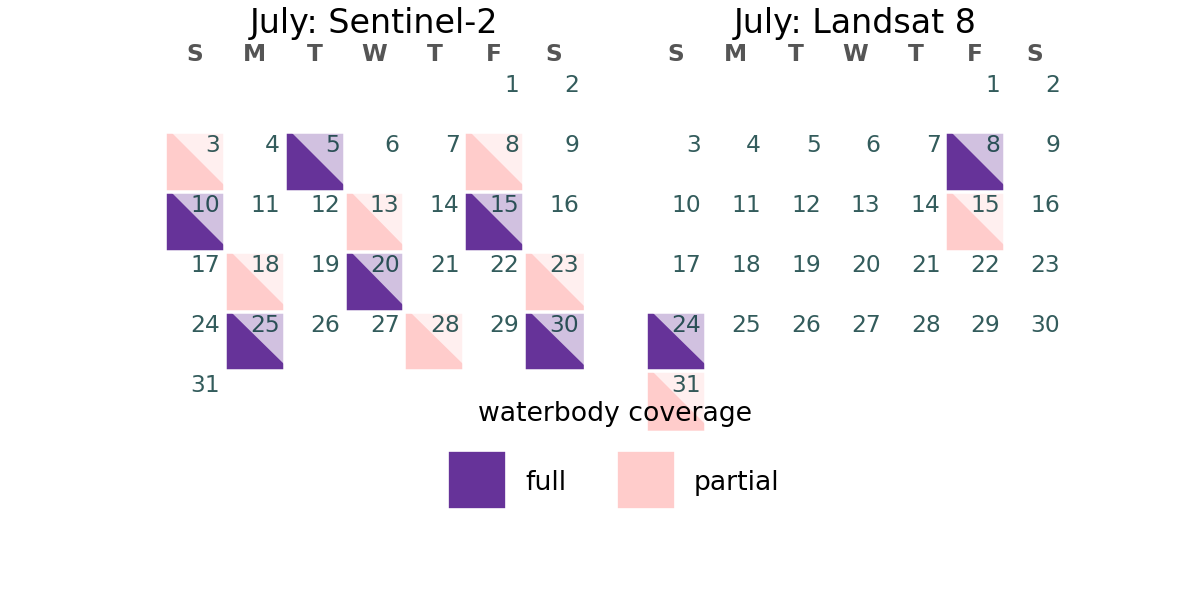 July: Sentinel-2
S M T W T F S
1 2
3 4 5 6 7 8 9
10 11 12 13 14 15 16
17 18 19 20 21 22 23
24 25 26 27 28 29 30
31
July: Landsat 8
S M T W T F S
1 2
3 4 5 6 7 8 9
10 11 12 13 14 15 16
17 18 19 20 21 22 23
24 25 26 27 28 29 30
31
waterbody coverage
full partial